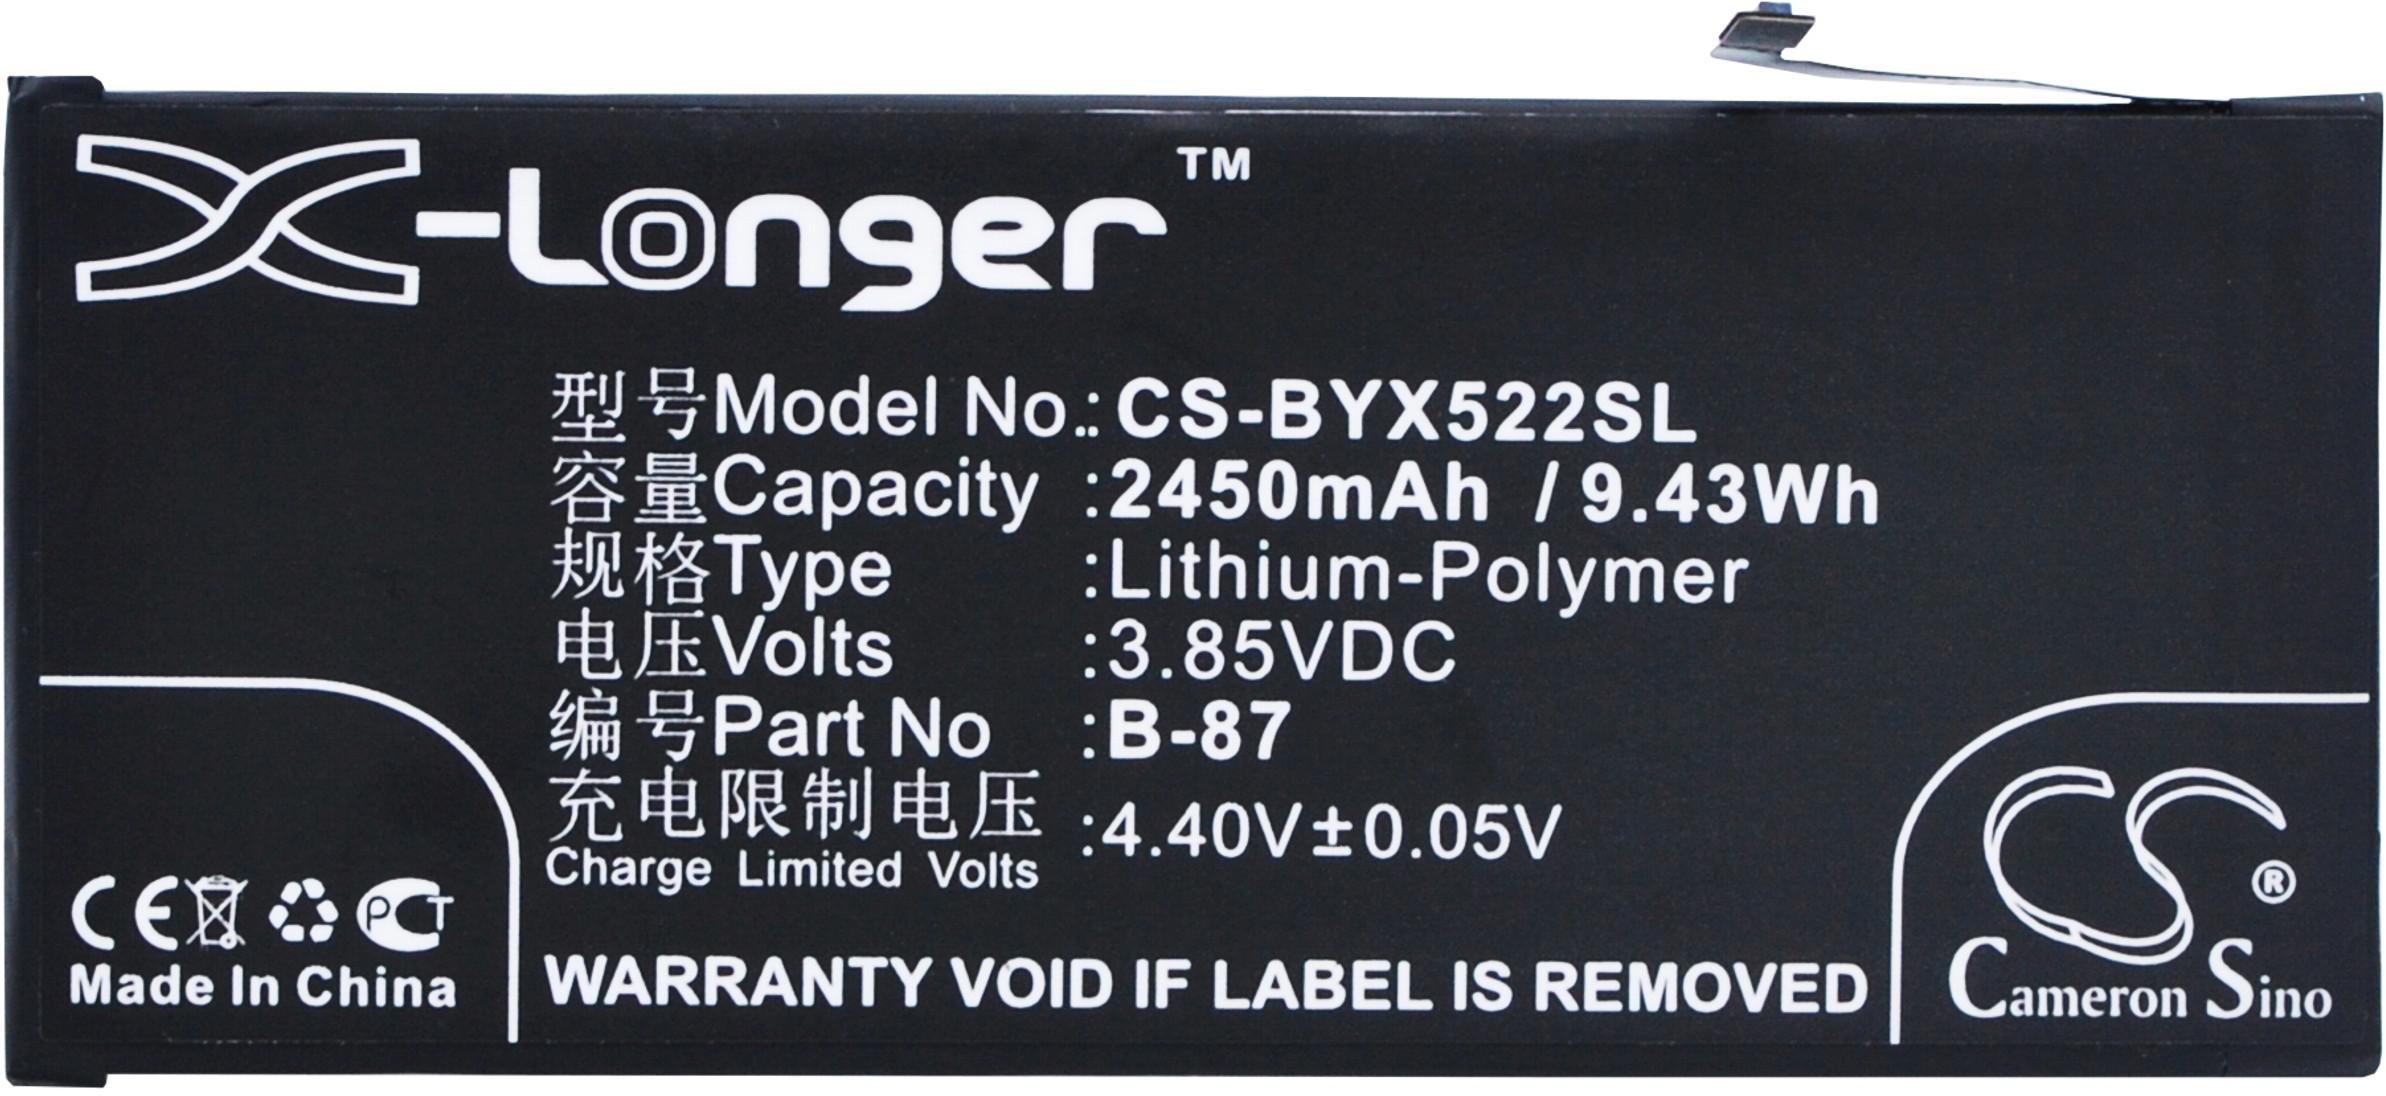 X-Longer™
型号Model No.: CS-BYX522SL
容量Capacity :2450mAh / 9.43Wh
规格Type :Lithium-Polymer
电压Volts :3.85VDC
编号Part No :B-87
充电限制电压
Charge Limited Volts :4.40V±0.05V
CE PCT
Made In China
WARRANTY VOID IF LABEL IS REMOVED
CS®
Cameron Sino